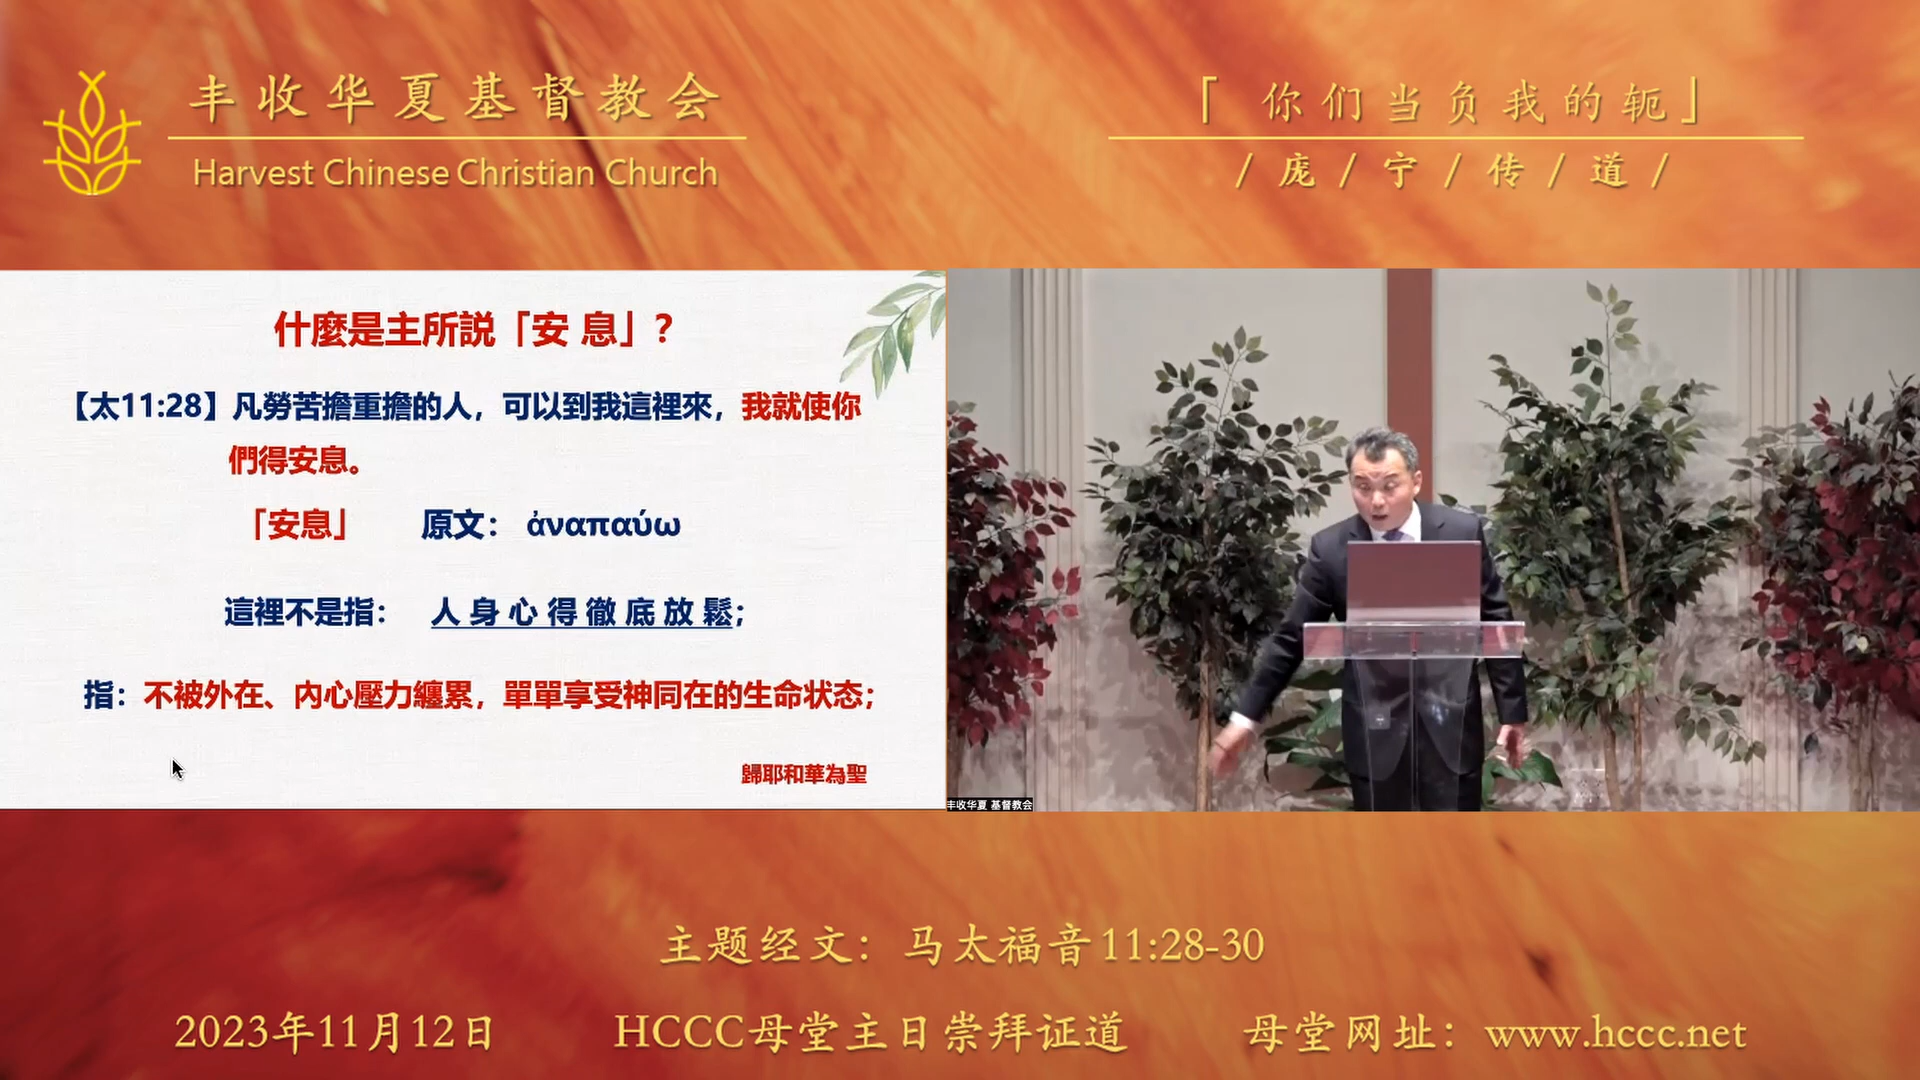 丰收华夏基督教会
Harvest Chinese Christian Church
「 你们当负我的轭」
/ 庞 / 宁 / 传 / 道 /
什麼是主所説「安 息」?
【太11:28】凡勞苦擔重擔的人，可以到我這裡來，我就使你
們得安息。
「安息」 原文： ἀναπαύω
這裡不是指： 人 身 心 得 徹 底 放 鬆;
指：不被外在、內心壓力纏累，單單享受神同在的生命状态;
歸耶和華為聖
丰收华夏 基督教会
主题经文：马太福音11:28-30
2023年11月12日 HCCC母堂主日崇拜证道 母堂网址：www.hccc.net